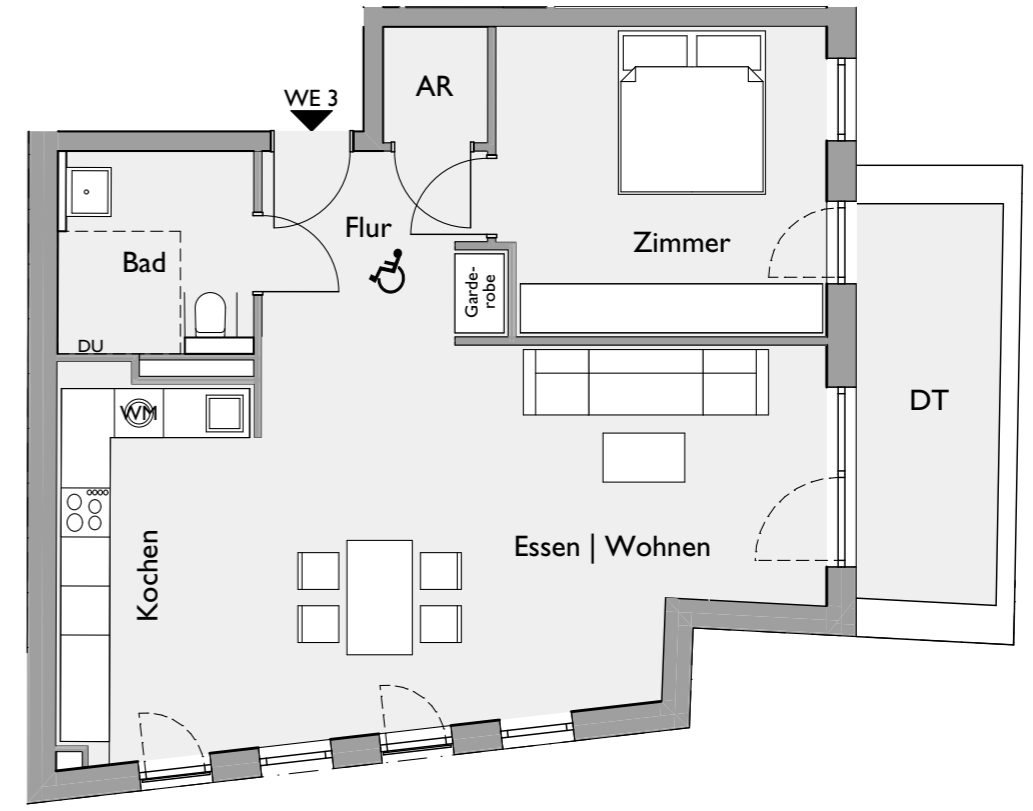 AR
WE 3
Flur
Zimmer
Bad
Garde-
robe
DU
DT
WM
Essen | Wohnen
Kochen